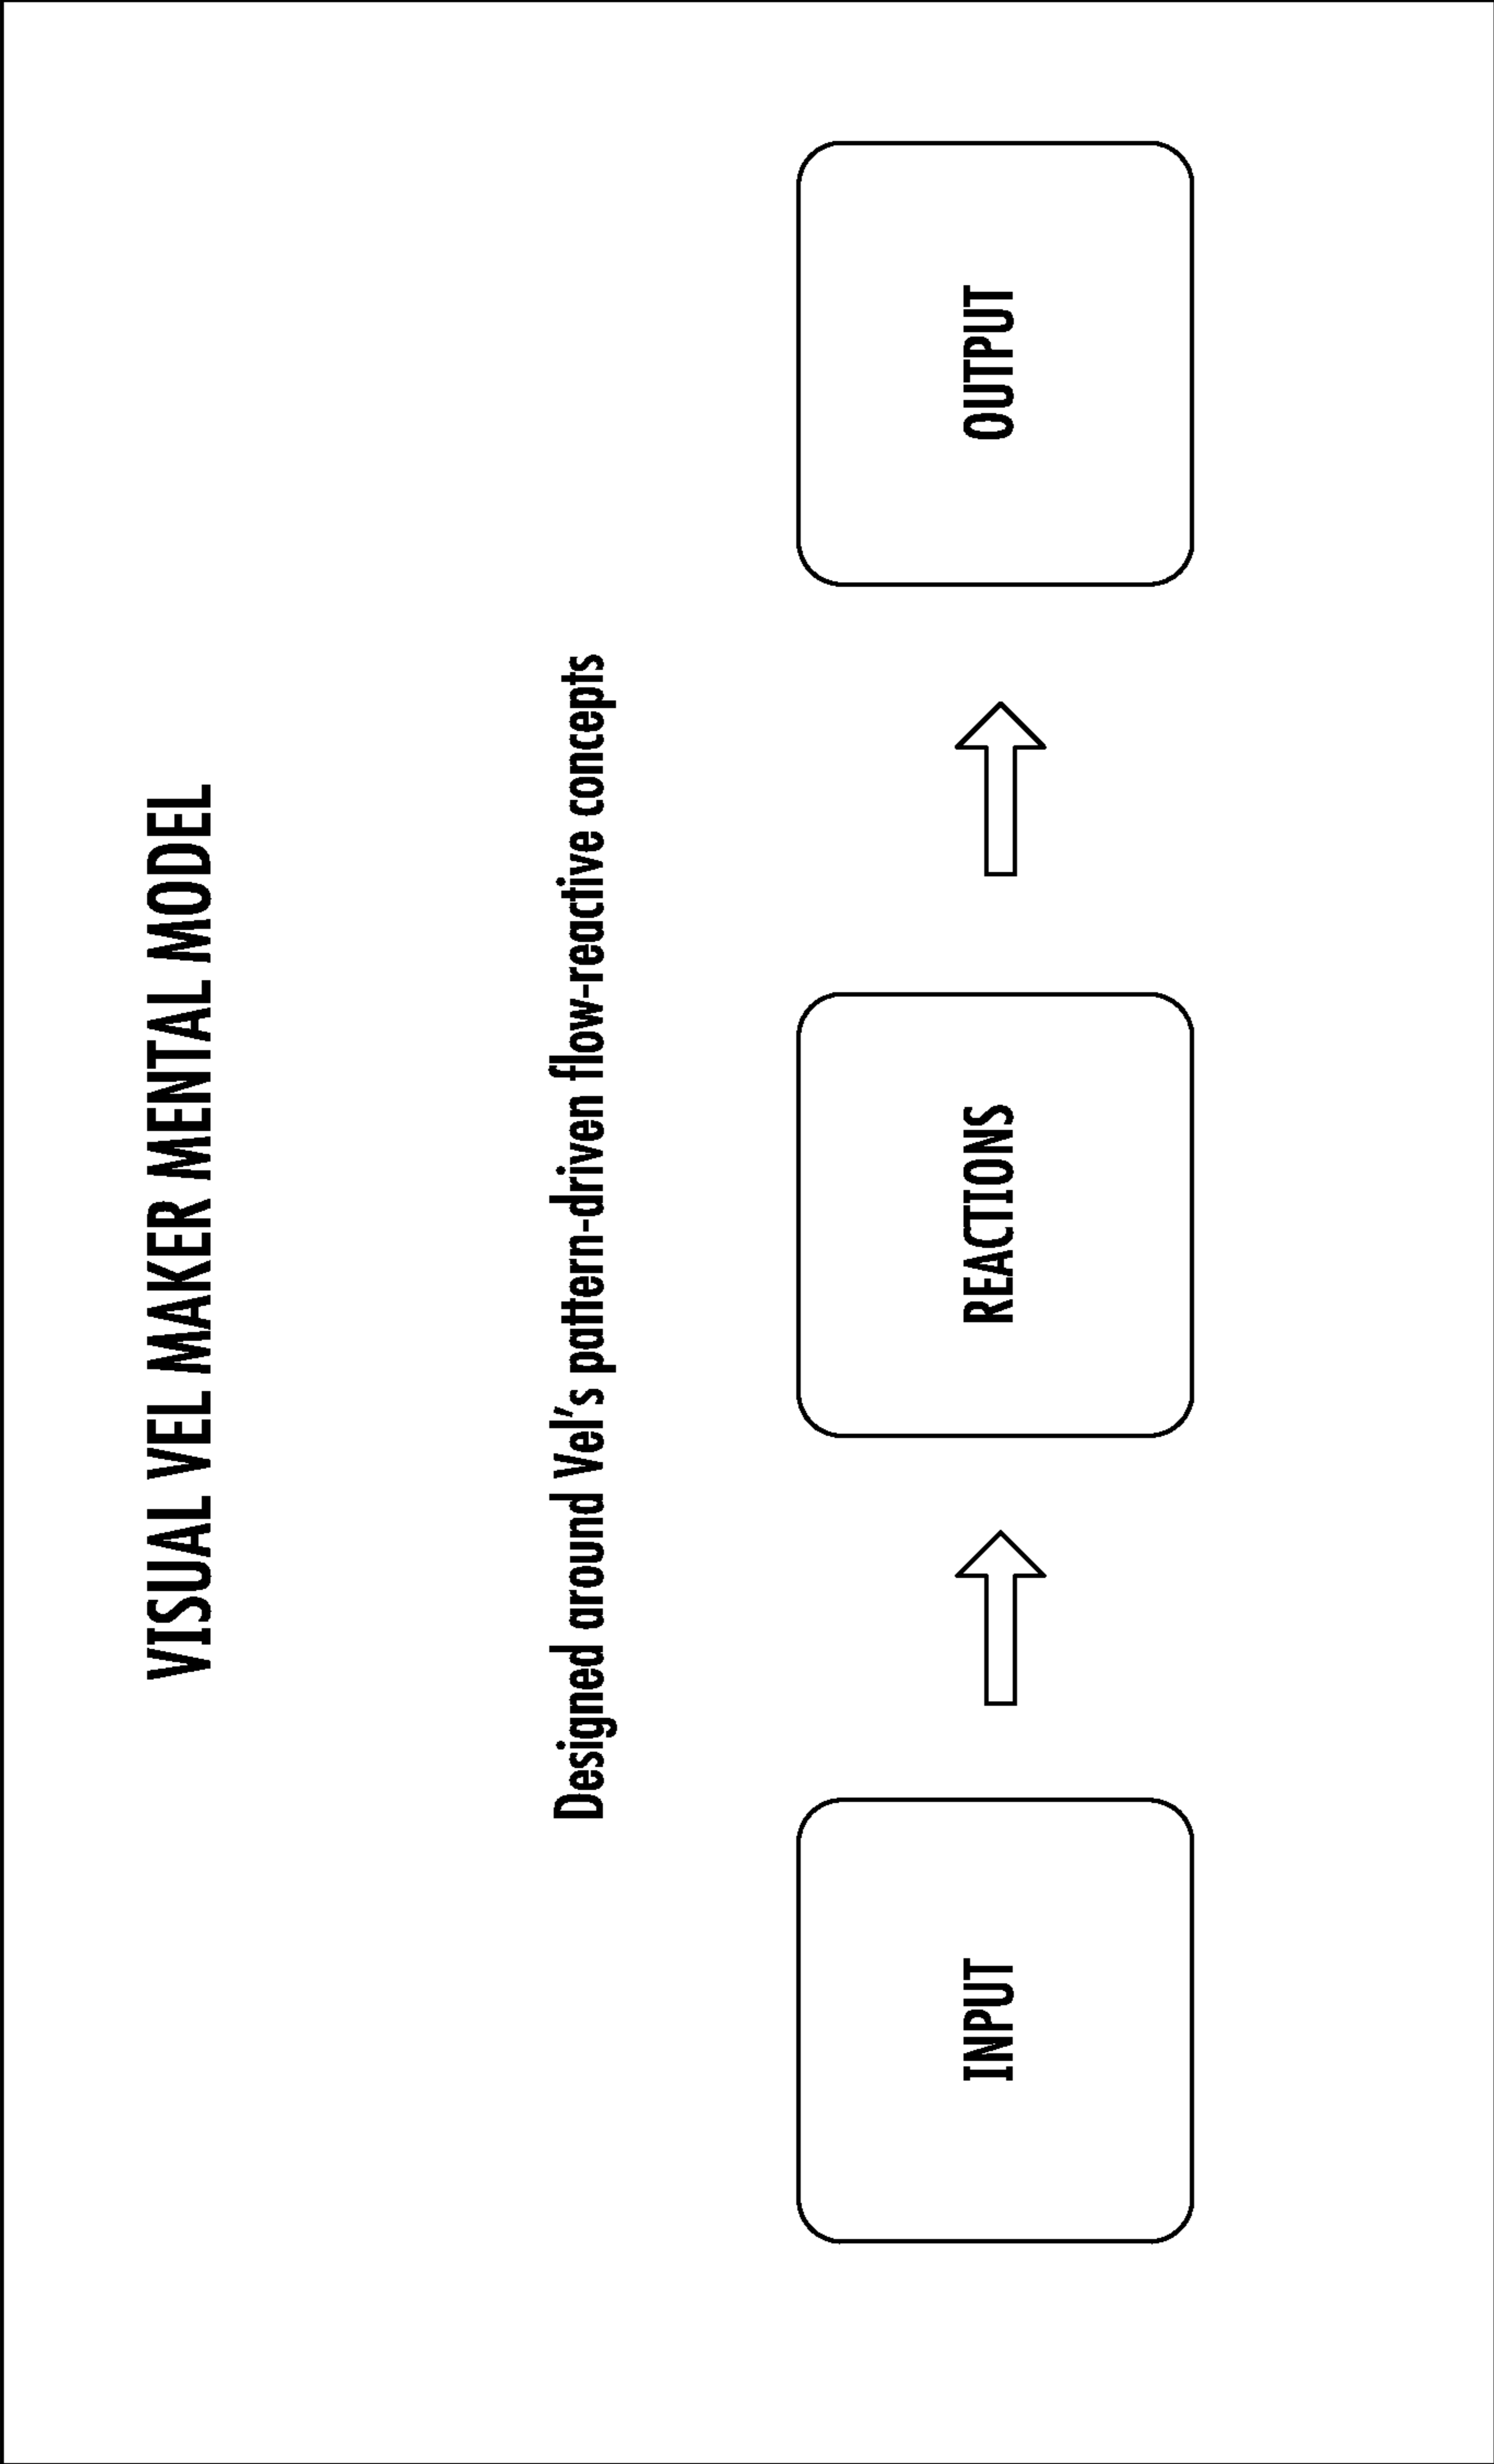 VISUAL VEL MAKER MENTAL MODEL
Designed around Vel's pattern-driven flow-reactive concepts
INPUT
REACTIONS
OUTPUT